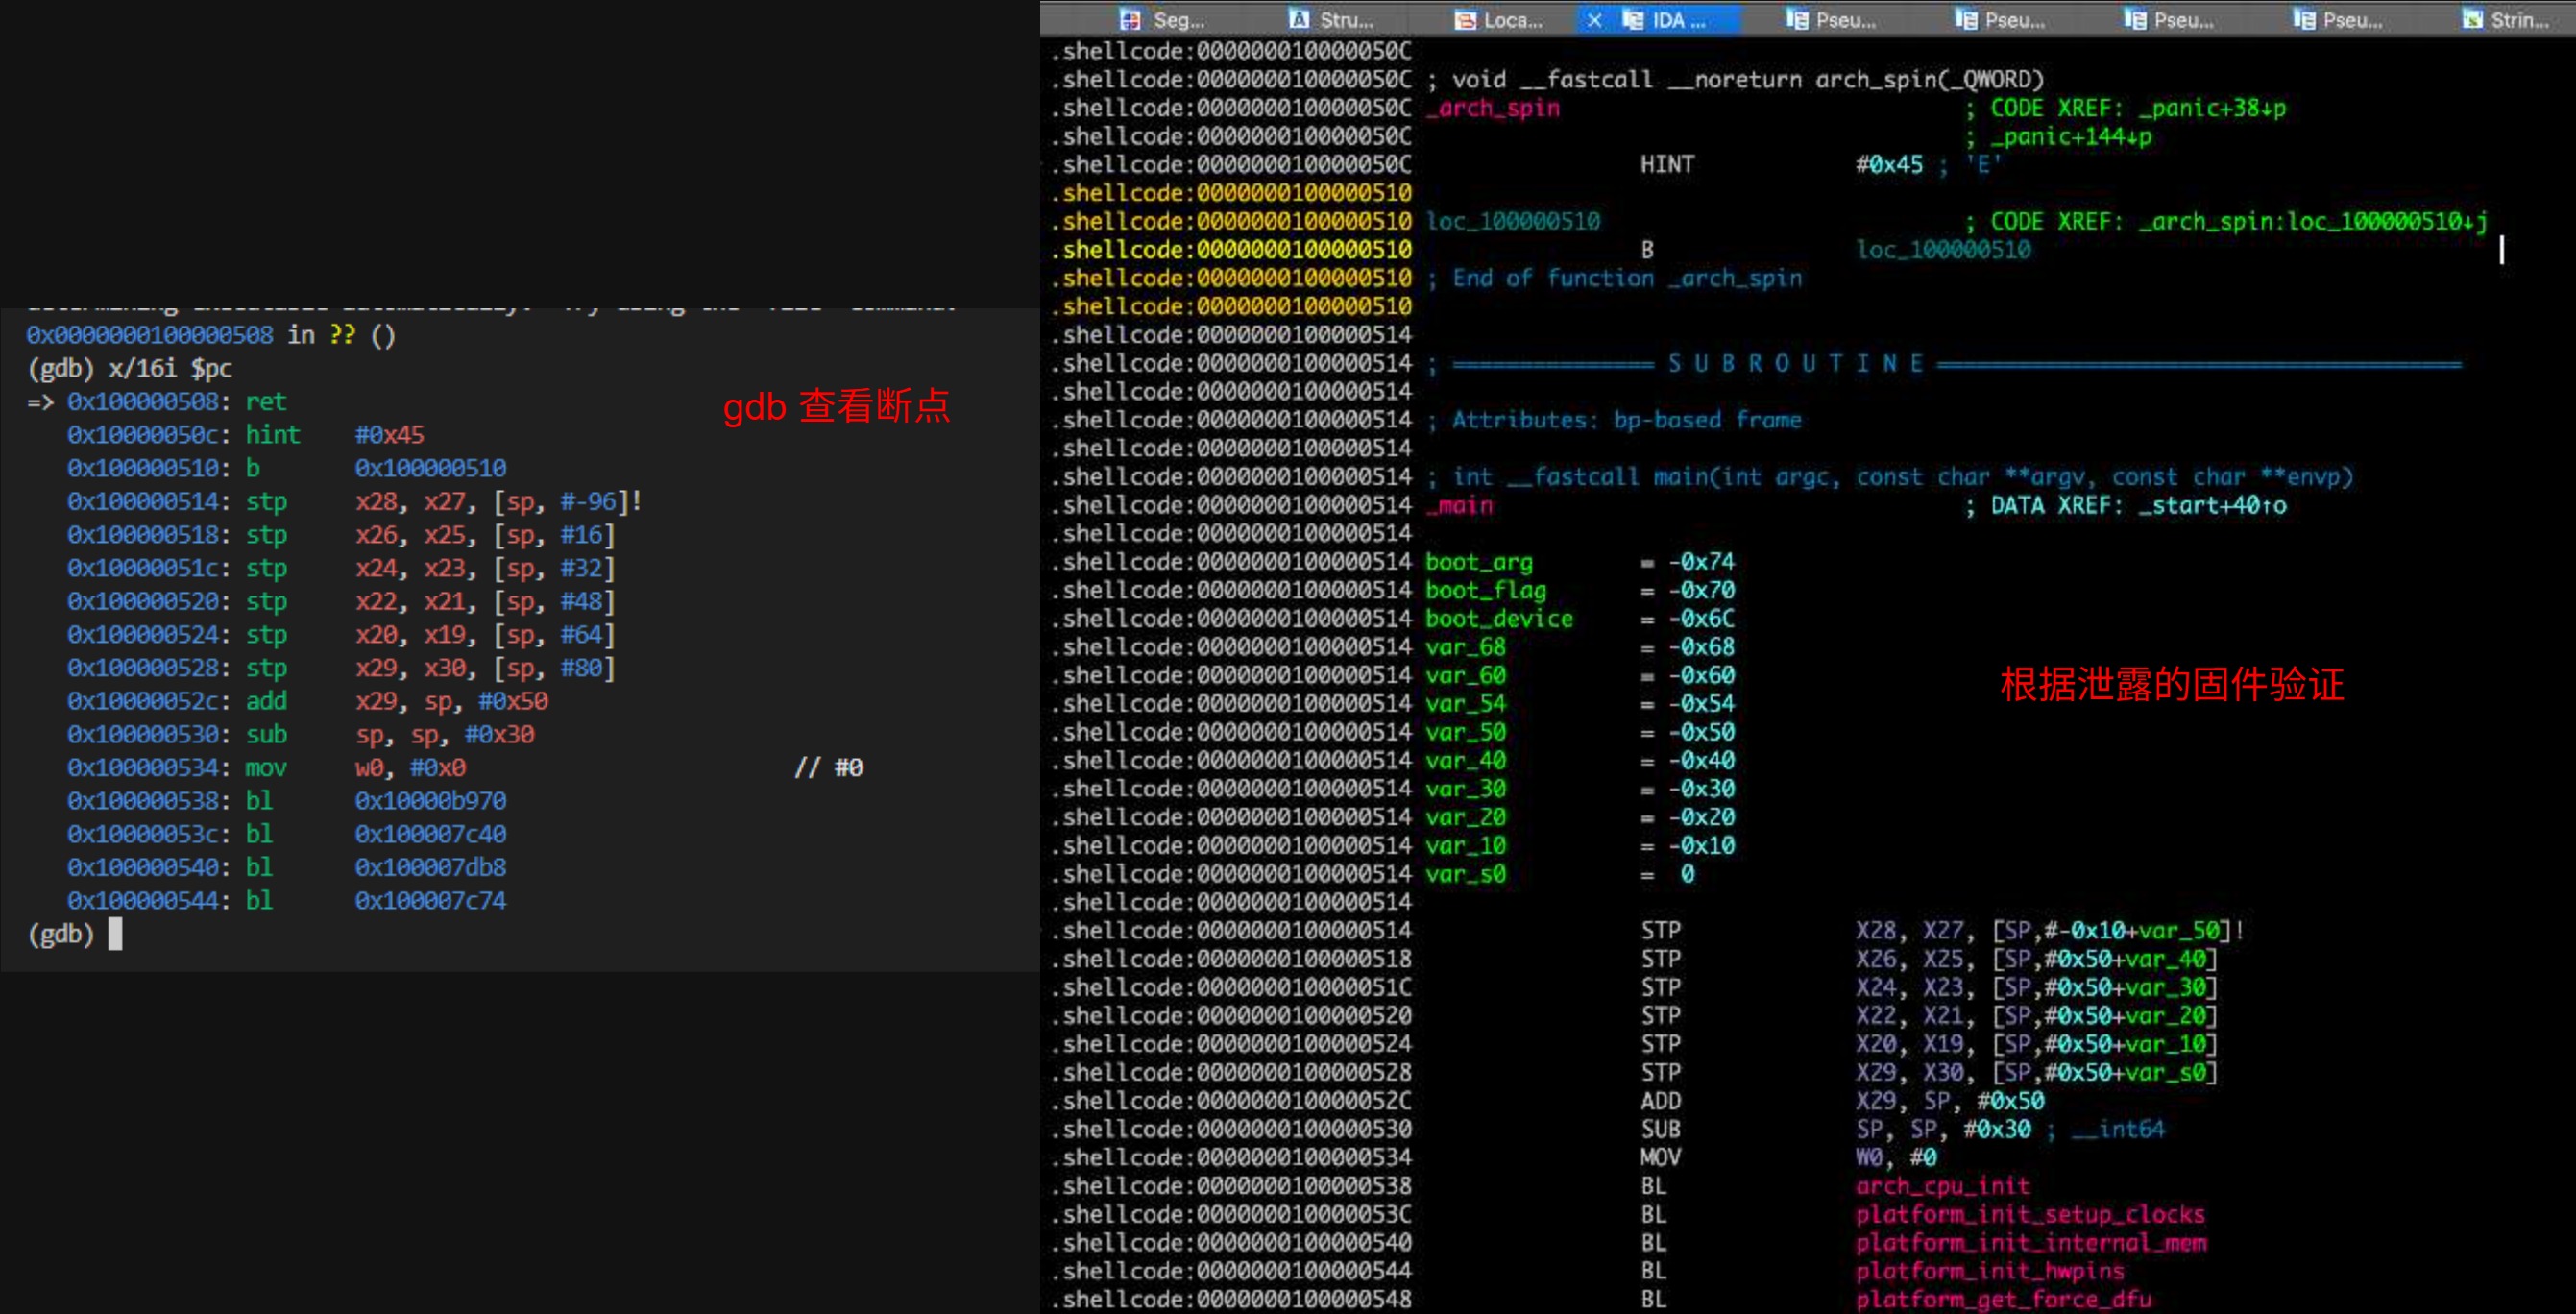 0x0000000100000508 in ?? ()
(gdb) x/16i $pc
=> 0x100000508: ret
0x10000050c: hint #0x45
0x100000510: b 0x100000510
0x100000514: stp x28, x27, [sp, #-96]!
0x100000518: stp x26, x25, [sp, #16]
0x10000051c: stp x24, x23, [sp, #32]
0x100000520: stp x22, x21, [sp, #48]
0x100000524: stp x20, x19, [sp, #64]
0x100000528: stp x29, x30, [sp, #80]
0x10000052c: add x29, sp, #0x50
0x100000530: sub sp, sp, #0x30
0x100000534: mov w0, #0x0 // #0
0x100000538: bl 0x10000b970
0x10000053c: bl 0x100007c40
0x100000540: bl 0x100007db8
0x100000544: bl 0x100007c74
(gdb)
gdb 查看断点
Seg... Stru... Loca... IDA ... Pseu... Pseu... Pseu... Pseu... Strin...
.shellcode:000000010000050C
.shellcode:000000010000050C ; void __fastcall __noreturn arch_spin(_QWORD)
.shellcode:000000010000050C _arch_spin ; CODE XREF: _panic+38↓p
.shellcode:000000010000050C ; _panic+144↓p
.shellcode:000000010000050C HINT #0x45 ; 'E'
.shellcode:0000000100000510
.shellcode:0000000100000510 loc_100000510 ; CODE XREF: _arch_spin:loc_100000510↓j
.shellcode:0000000100000510 B loc_100000510
.shellcode:0000000100000510 ; End of function _arch_spin
.shellcode:0000000100000510
.shellcode:0000000100000514
.shellcode:0000000100000514 ; =============== S U B R O U T I N E =======================================
.shellcode:0000000100000514
.shellcode:0000000100000514 ; Attributes: bp-based frame
.shellcode:0000000100000514
.shellcode:0000000100000514 ; int __fastcall main(int argc, const char **argv, const char **envp)
.shellcode:0000000100000514 _main ; DATA XREF: _start+40↑o
.shellcode:0000000100000514
.shellcode:0000000100000514 boot_arg = -0x74
.shellcode:0000000100000514 boot_flag = -0x70
.shellcode:0000000100000514 boot_device = -0x6C
.shellcode:0000000100000514 var_68 = -0x68
.shellcode:0000000100000514 var_60 = -0x60
.shellcode:0000000100000514 var_54 = -0x54
.shellcode:0000000100000514 var_50 = -0x50
.shellcode:0000000100000514 var_40 = -0x40
.shellcode:0000000100000514 var_30 = -0x30
.shellcode:0000000100000514 var_20 = -0x20
.shellcode:0000000100000514 var_10 = -0x10
.shellcode:0000000100000514 var_s0 = 0
.shellcode:0000000100000514
.shellcode:0000000100000514 STP X28, X27, [SP,#-0x10+var_50]!
.shellcode:0000000100000518 STP X26, X25, [SP,#0x50+var_40]
.shellcode:000000010000051C STP X24, X23, [SP,#0x50+var_30]
.shellcode:0000000100000520 STP X22, X21, [SP,#0x50+var_20]
.shellcode:0000000100000524 STP X20, X19, [SP,#0x50+var_10]
.shellcode:0000000100000528 STP X29, X30, [SP,#0x50+var_s0]
.shellcode:000000010000052C ADD X29, SP, #0x50
.shellcode:0000000100000530 SUB SP, SP, #0x30 ; __int64
.shellcode:0000000100000534 MOV W0, #0
.shellcode:0000000100000538 BL arch_cpu_init
.shellcode:000000010000053C BL platform_init_setup_clocks
.shellcode:0000000100000540 BL platform_init_internal_mem
.shellcode:0000000100000544 BL platform_init_hwpins
.shellcode:0000000100000548 BL platform_get_force_dfu
根据泄露的固件验证